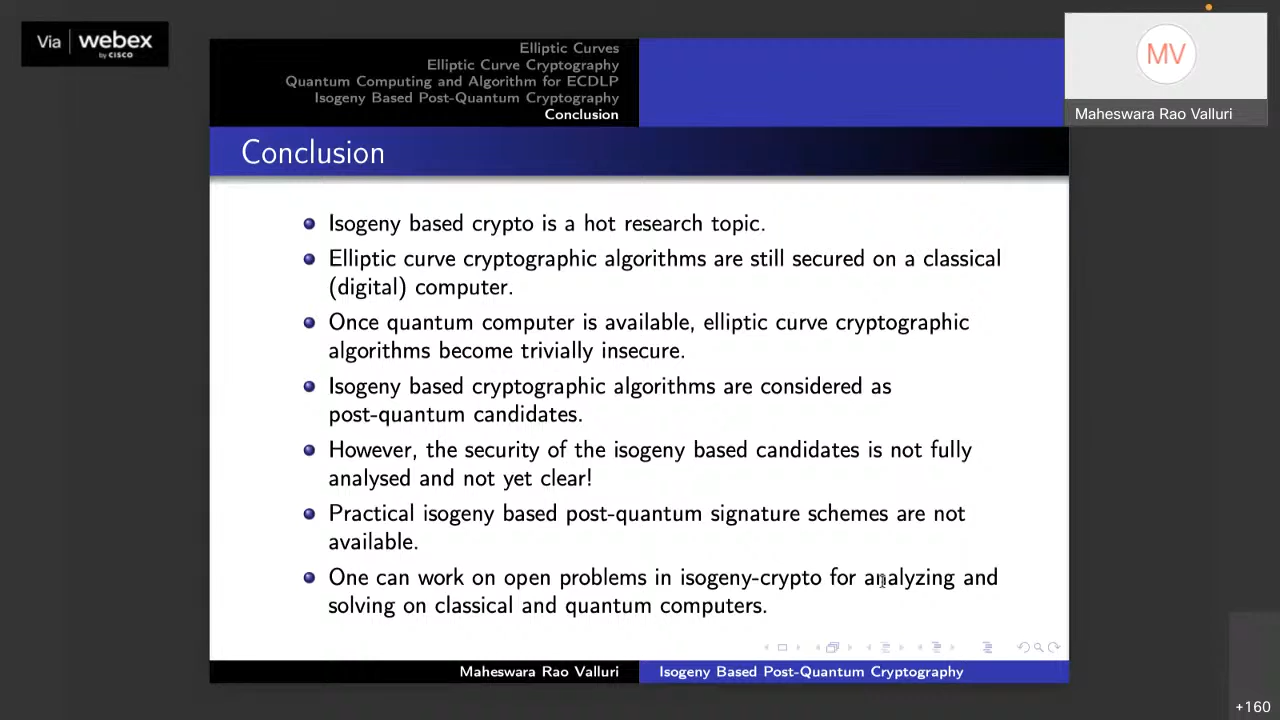 Via webex
by CISCO
Elliptic Curves
Elliptic Curve Cryptography
Quantum Computing and Algorithm for ECDLP
Isogeny Based Post-Quantum Cryptography
Conclusion
MV
Maheswara Rao Valluri
Conclusion
Isogeny based crypto is a hot research topic.
Elliptic curve cryptographic algorithms are still secured on a classical
(digital) computer.
Once quantum computer is available, elliptic curve cryptographic
algorithms become trivially insecure.
Isogeny based cryptographic algorithms are considered as
post-quantum candidates.
However, the security of the isogeny based candidates is not fully
analysed and not yet clear!
Practical isogeny based post-quantum signature schemes are not
available.
One can work on open problems in isogeny-crypto for analyzing and
solving on classical and quantum computers.
Maheswara Rao Valluri
Isogeny Based Post-Quantum Cryptography
+160